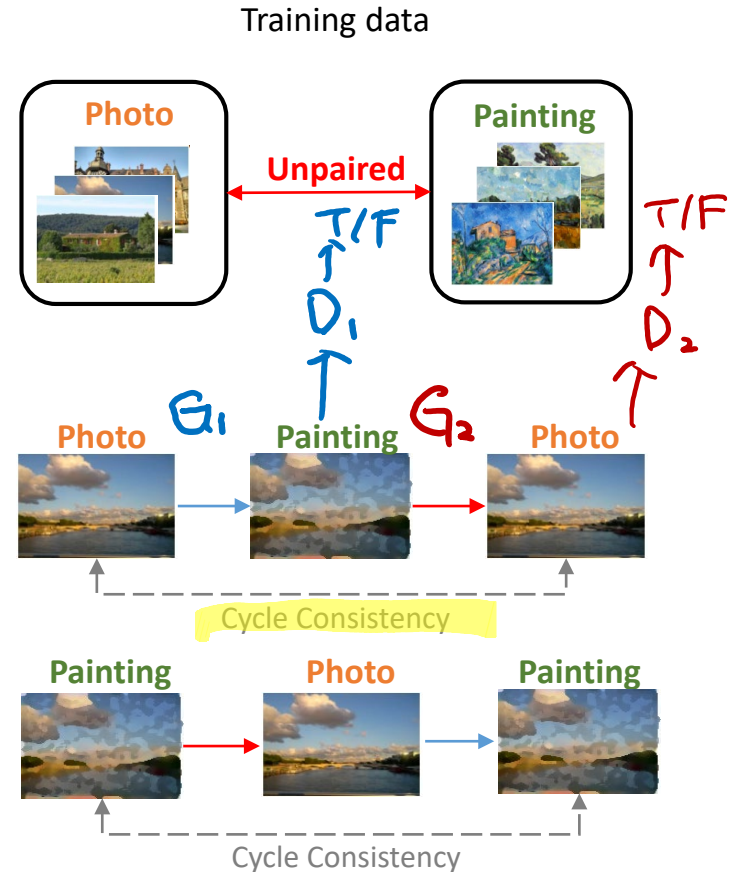 Training data
Photo
Painting
Unpaired
T/F
T/F
D₁
D₂
G₁
G₂
Photo
Painting
Photo
Cycle Consistency
Painting
Photo
Painting
Cycle Consistency